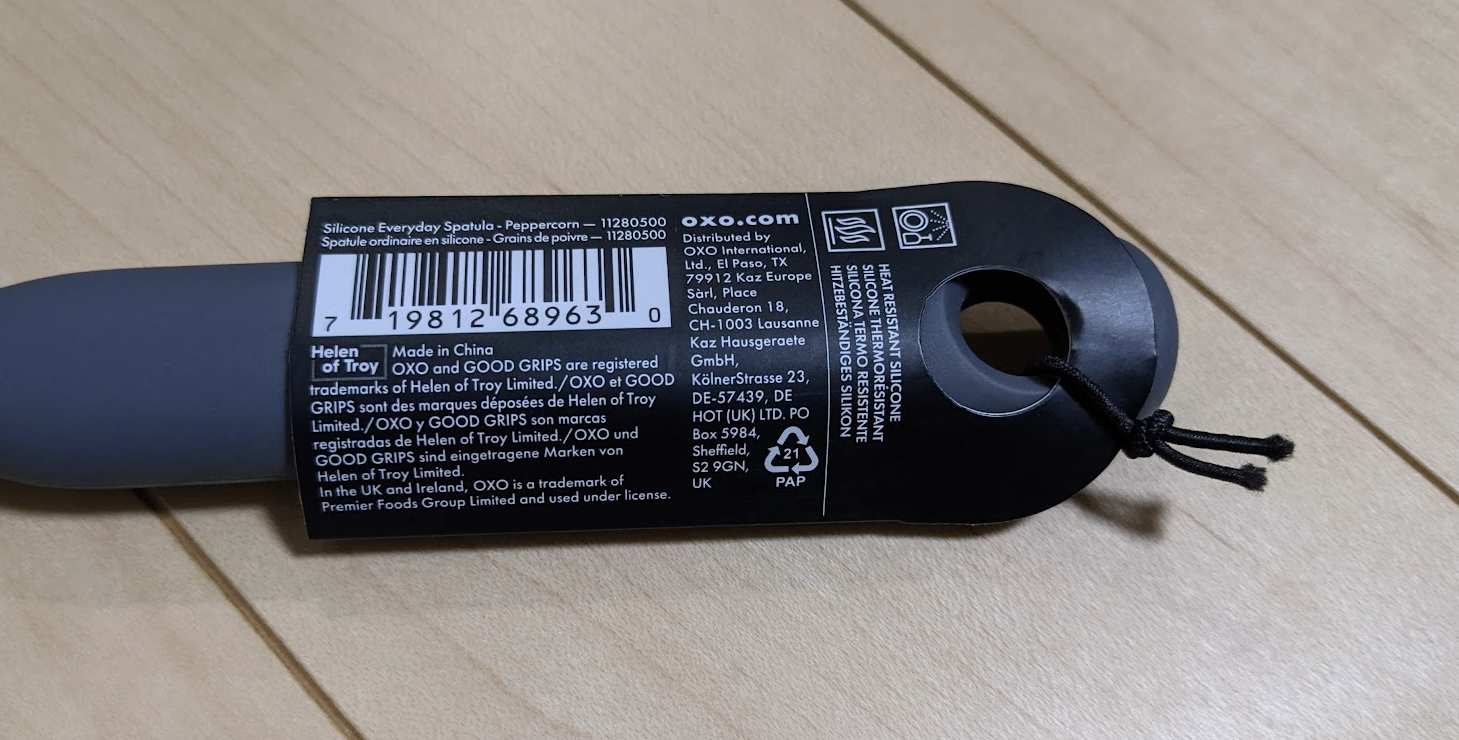 Silicone Everyday Spatula - Peppercorn — 11280500
Spatule ordinaire en silicone - Grains de poivre — 11280500
7 19812 68963 0
Helen
of Troy
Made in China
OXO and GOOD GRIPS are registered
trademarks of Helen of Troy Limited./OXO et GOOD
GRIPS sont des marques déposées de Helen of Troy
Limited./OXO y GOOD GRIPS son marcas
registradas de Helen of Troy Limited./OXO und
GOOD GRIPS sind eingetragene Marken von
Helen of Troy Limited.
In the UK and Ireland, OXO is a trademark of
Premier Foods Group Limited and used under license.
oxo.com
Distributed by
OXO International,
Ltd., El Paso, TX
79912 Kaz Europe
Sàrl, Place
Chauderon 18,
CH-1003 Lausanne
Kaz Hausgeraete
GmbH,
KölnerStrasse 23,
DE-57439, DE
HOT (UK) LTD. PO
Box 5984,
Sheffield,
S2 9GN,
UK
21
PAP
HEAT RESISTANT SILICONE
SILICONE THERMORÉSISTANT
SILICONA TERMO RESISTENTE
HITZEBESTÄNDIGES SILIKON